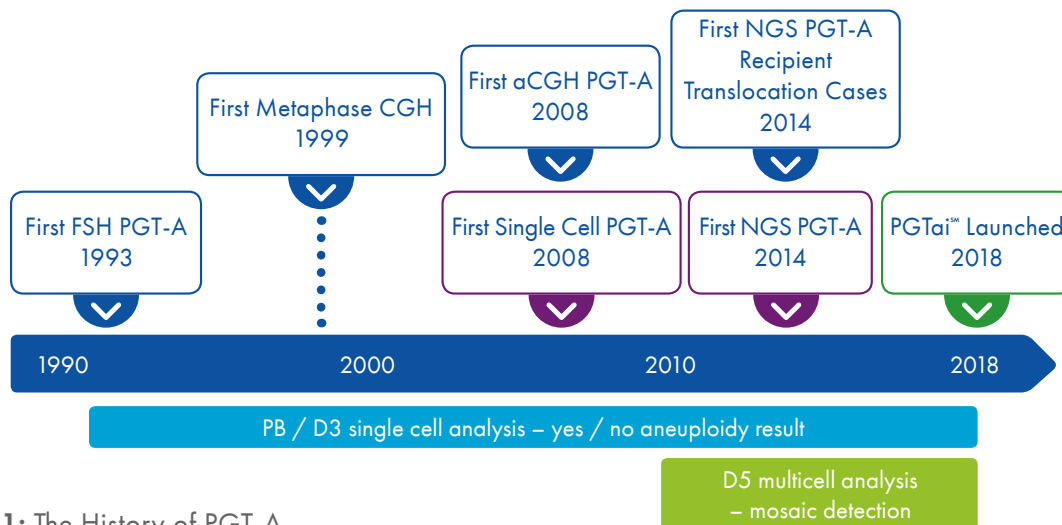 First FSH PGT-A
1993
First Metaphase CGH
1999
First aCGH PGT-A
2008
First Single Cell PGT-A
2008
First NGS PGT-A
Recipient
Translocation Cases
2014
First NGS PGT-A
2014
PGTai℠ Launched
2018
1990 2000 2010 2018
PB / D3 single cell analysis – yes / no aneuploidy result
D5 multicell analysis
– mosaic detection
1: The History of PGT-A